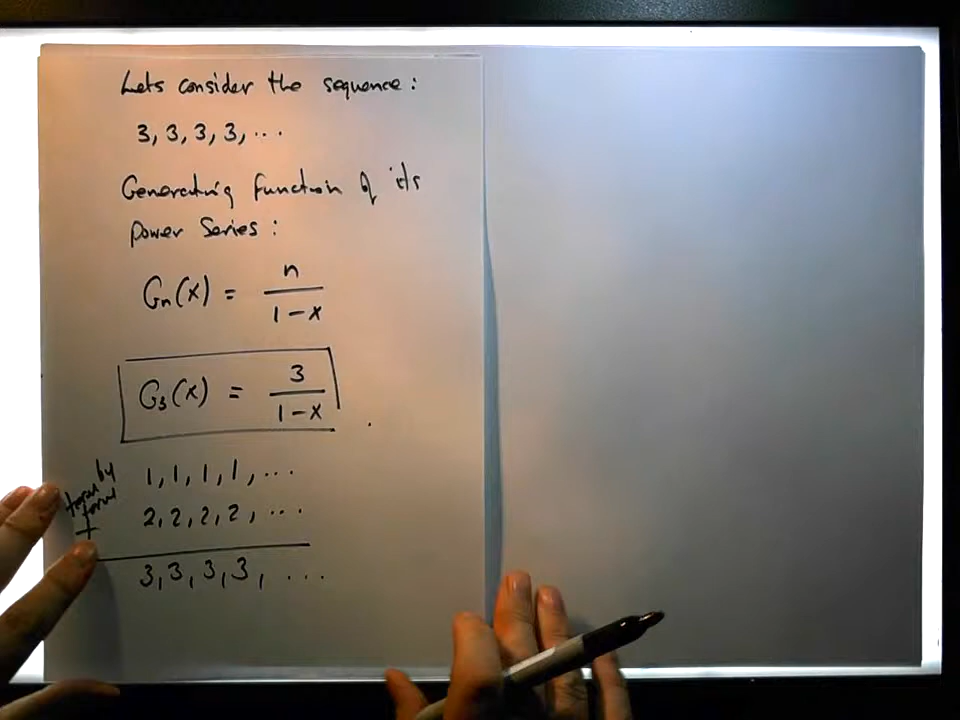 Lets consider the sequence:
3, 3, 3, 3, ...
Generating function of its
power series:
Gn(x) = n / 1 - x
G3(x) = 3 / 1 - x
1, 1, 1, 1, ...
term by
term
+
2, 2, 2, 2, ...
3, 3, 3, 3, ...